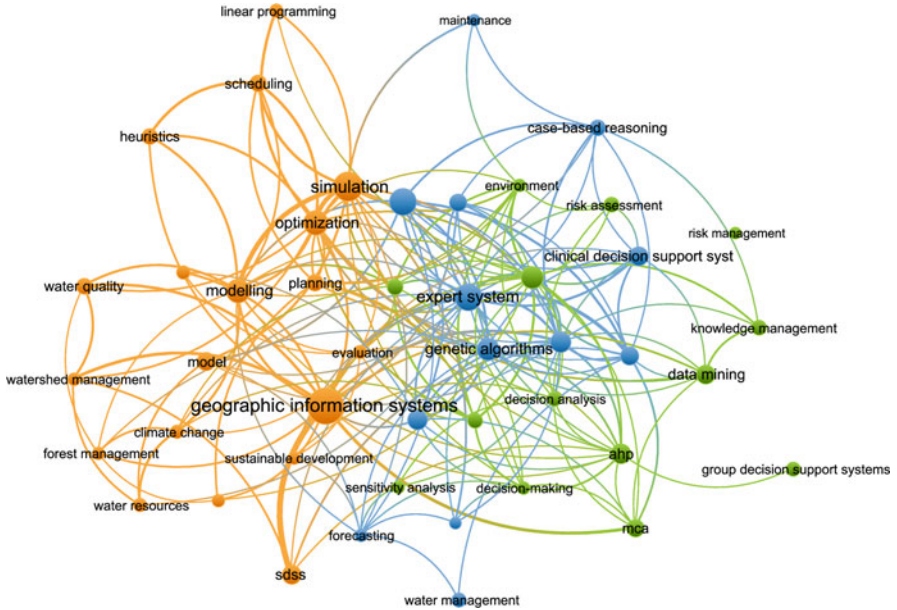 linear programming
maintenance
scheduling
case-based reasoning
heuristics
simulation
environment
risk assessment
optimization
risk management
clinical decision support syst
planning
water quality
modelling
expert system
knowledge management
genetic algorithms
evaluation
model
data mining
watershed management
decision analysis
geographic information systems
climate change
forest management
sustainable development
ahp
group decision support systems
sensitivity analysis
decision-making
water resources
mca
forecasting
sdss
water management